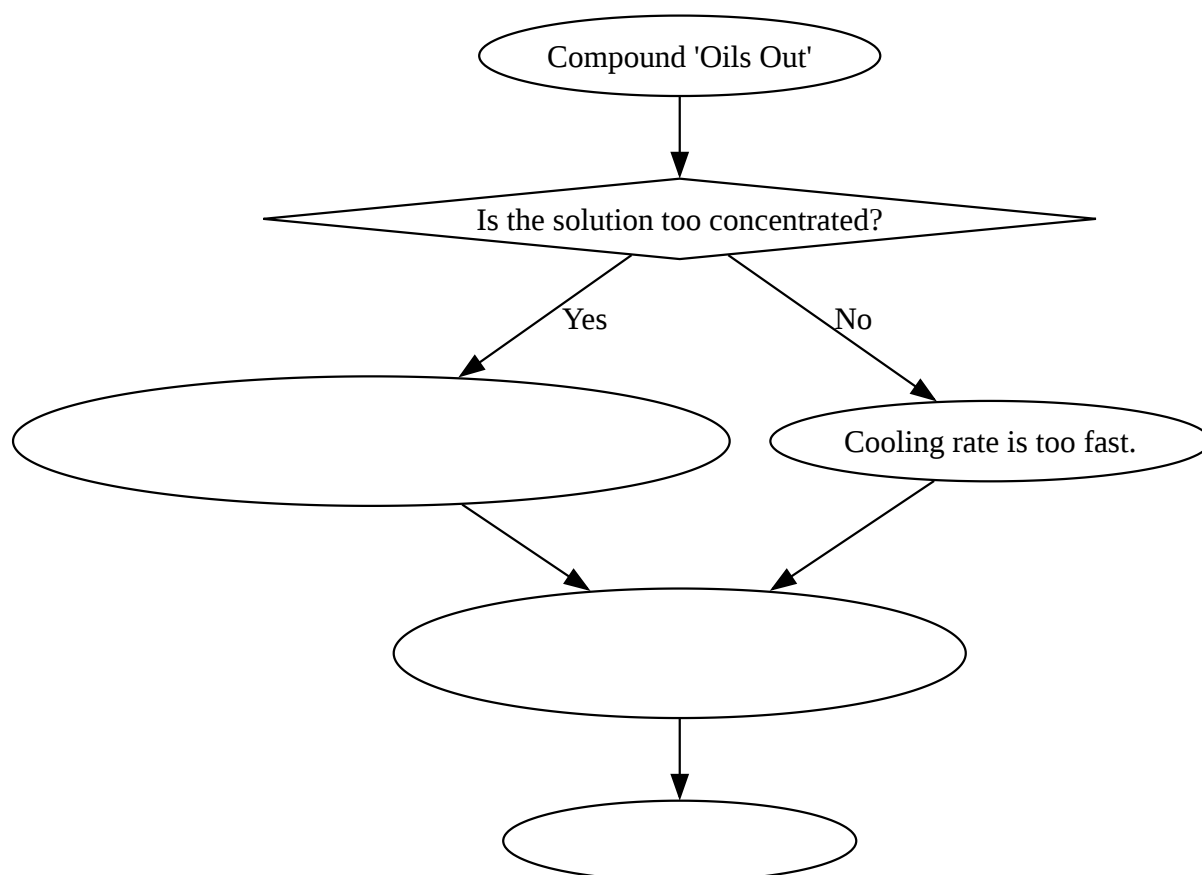 Compound 'Oils Out'
Is the solution too concentrated?
Yes
No
Cooling rate is too fast.